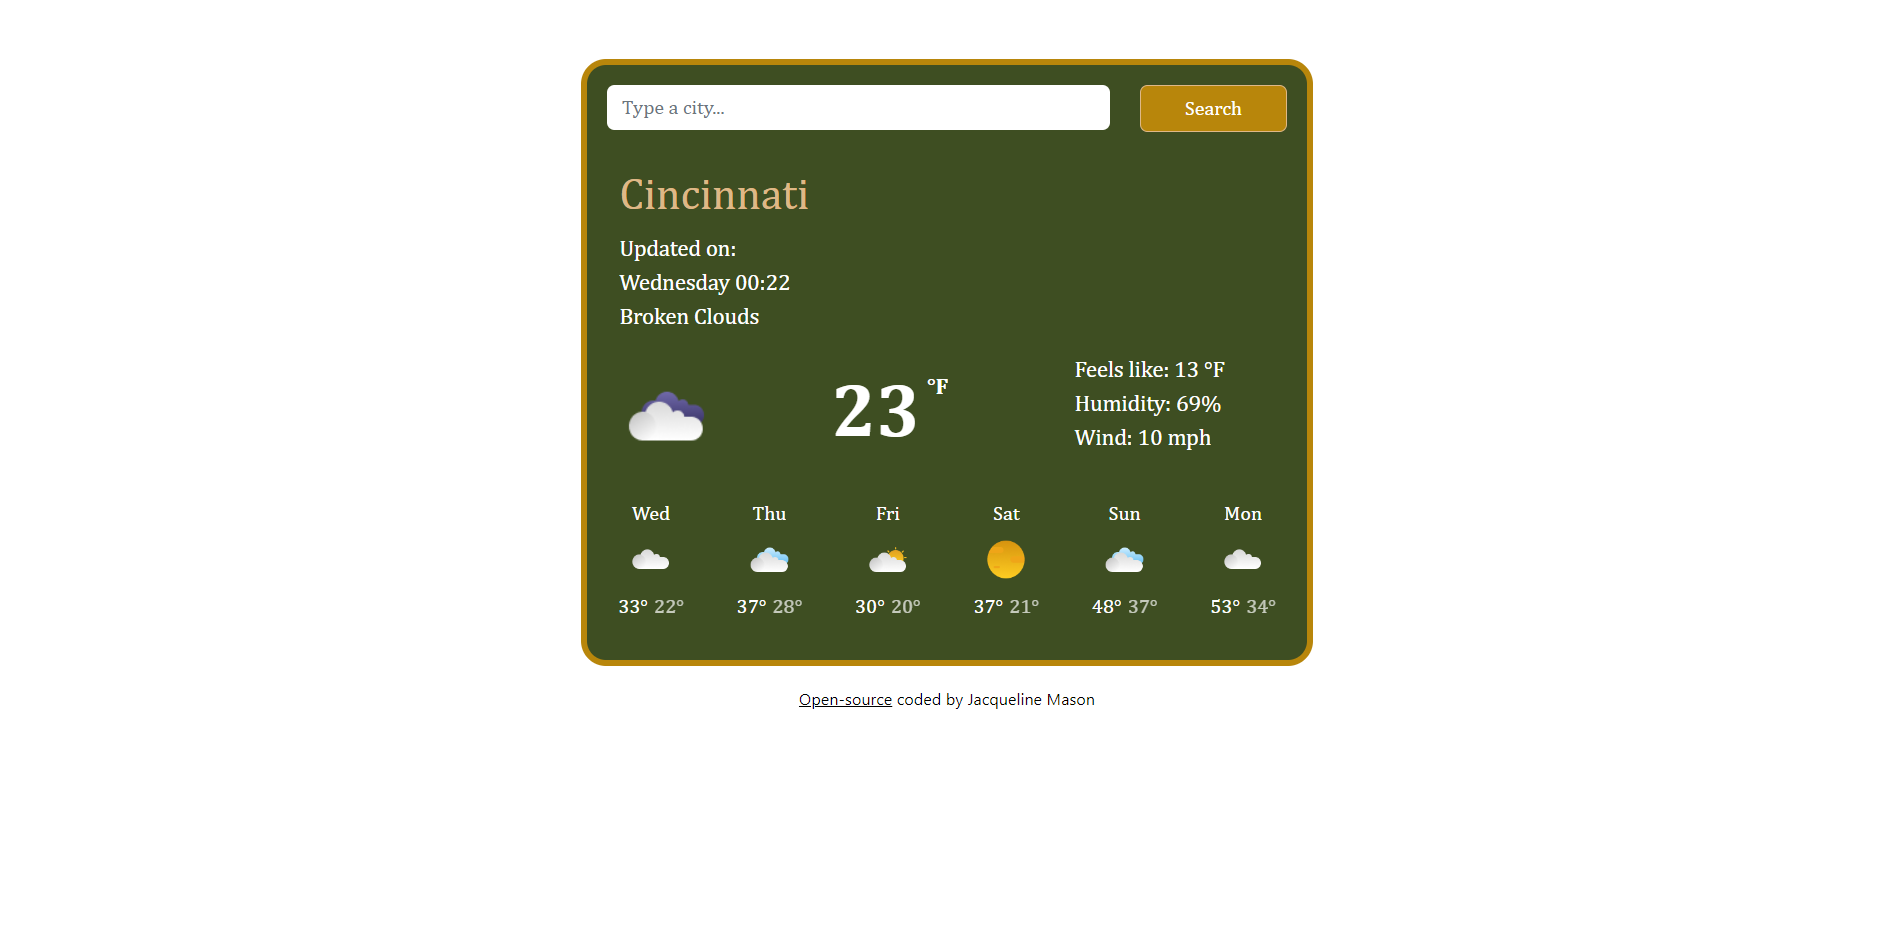 Type a city...
Search
Cincinnati
Updated on:
Wednesday 00:22
Broken Clouds
23 °F
Feels like: 13 °F
Humidity: 69%
Wind: 10 mph
Wed Thu Fri Sat Sun Mon
33° 22° 37° 28° 30° 20° 37° 21° 48° 37° 53° 34°
Open-source coded by Jacqueline Mason